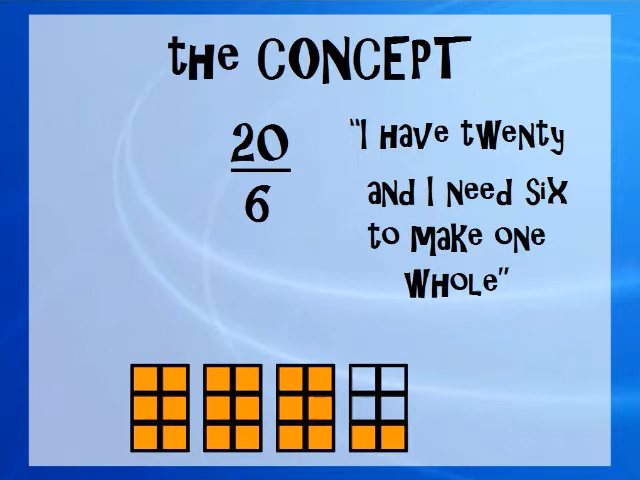 the CONCEPT
20
6
"I Have twenty
and I need six
to make one
whole"